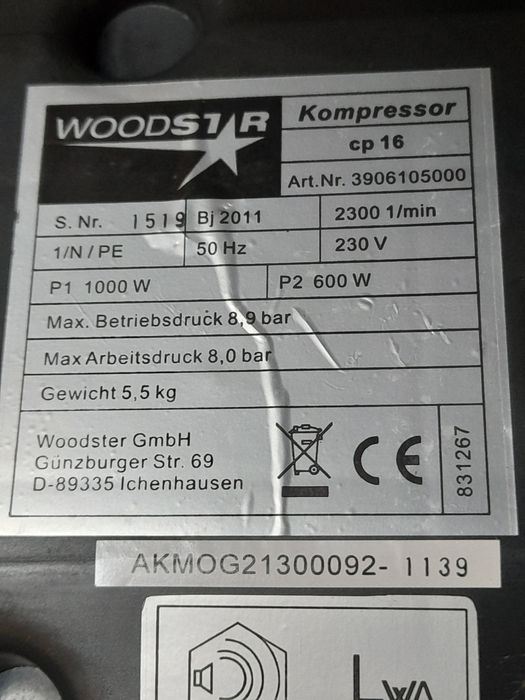 WOODSTAR
Kompressor
cp 16
Art.Nr. 3906105000
S. Nr. 1519 Bj 2011 2300 1/min
1/N / PE 50 Hz 230 V
P1 1000 W P2 600 W
Max. Betriebsdruck 8,9 bar
Max Arbeitsdruck 8,0 bar
Gewicht 5,5 kg
Woodster GmbH
Günzburger Str. 69
D-89335 Ichenhausen
CE
831267
AKMOG21300092- 1139
LWA